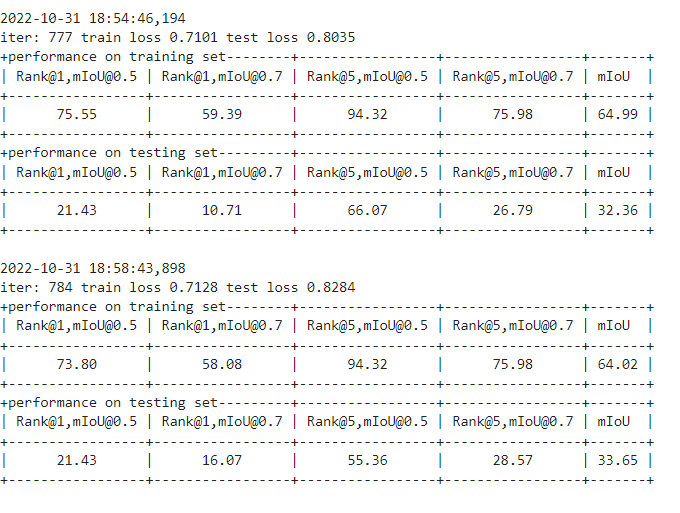 2022-10-31 18:54:46,194
iter: 777 train loss 0.7101 test loss 0.8035
+performance on training set--------+----------------+----------------+-------+
| Rank@1,mIoU@0.5 | Rank@1,mIoU@0.7 | Rank@5,mIoU@0.5 | Rank@5,mIoU@0.7 | mIoU  |
+-----------------+----------------+----------------+----------------+-------+
|      75.55      |      59.39      |      94.32      |      75.98      | 64.99 |
+-----------------+----------------+----------------+----------------+-------+
+performance on testing set---------+----------------+----------------+-------+
| Rank@1,mIoU@0.5 | Rank@1,mIoU@0.7 | Rank@5,mIoU@0.5 | Rank@5,mIoU@0.7 | mIoU  |
+-----------------+----------------+----------------+----------------+-------+
|      21.43      |      10.71      |      66.07      |      26.79      | 32.36 |
+-----------------+----------------+----------------+----------------+-------+
2022-10-31 18:58:43,898
iter: 784 train loss 0.7128 test loss 0.8284
+performance on training set--------+----------------+----------------+-------+
| Rank@1,mIoU@0.5 | Rank@1,mIoU@0.7 | Rank@5,mIoU@0.5 | Rank@5,mIoU@0.7 | mIoU  |
+-----------------+----------------+----------------+----------------+-------+
|      73.80      |      58.08      |      94.32      |      75.98      | 64.02 |
+-----------------+----------------+----------------+----------------+-------+
+performance on testing set---------+----------------+----------------+-------+
| Rank@1,mIoU@0.5 | Rank@1,mIoU@0.7 | Rank@5,mIoU@0.5 | Rank@5,mIoU@0.7 | mIoU  |
+-----------------+----------------+----------------+----------------+-------+
|      21.43      |      16.07      |      55.36      |      28.57      | 33.65 |
+-----------------+----------------+----------------+----------------+-------+